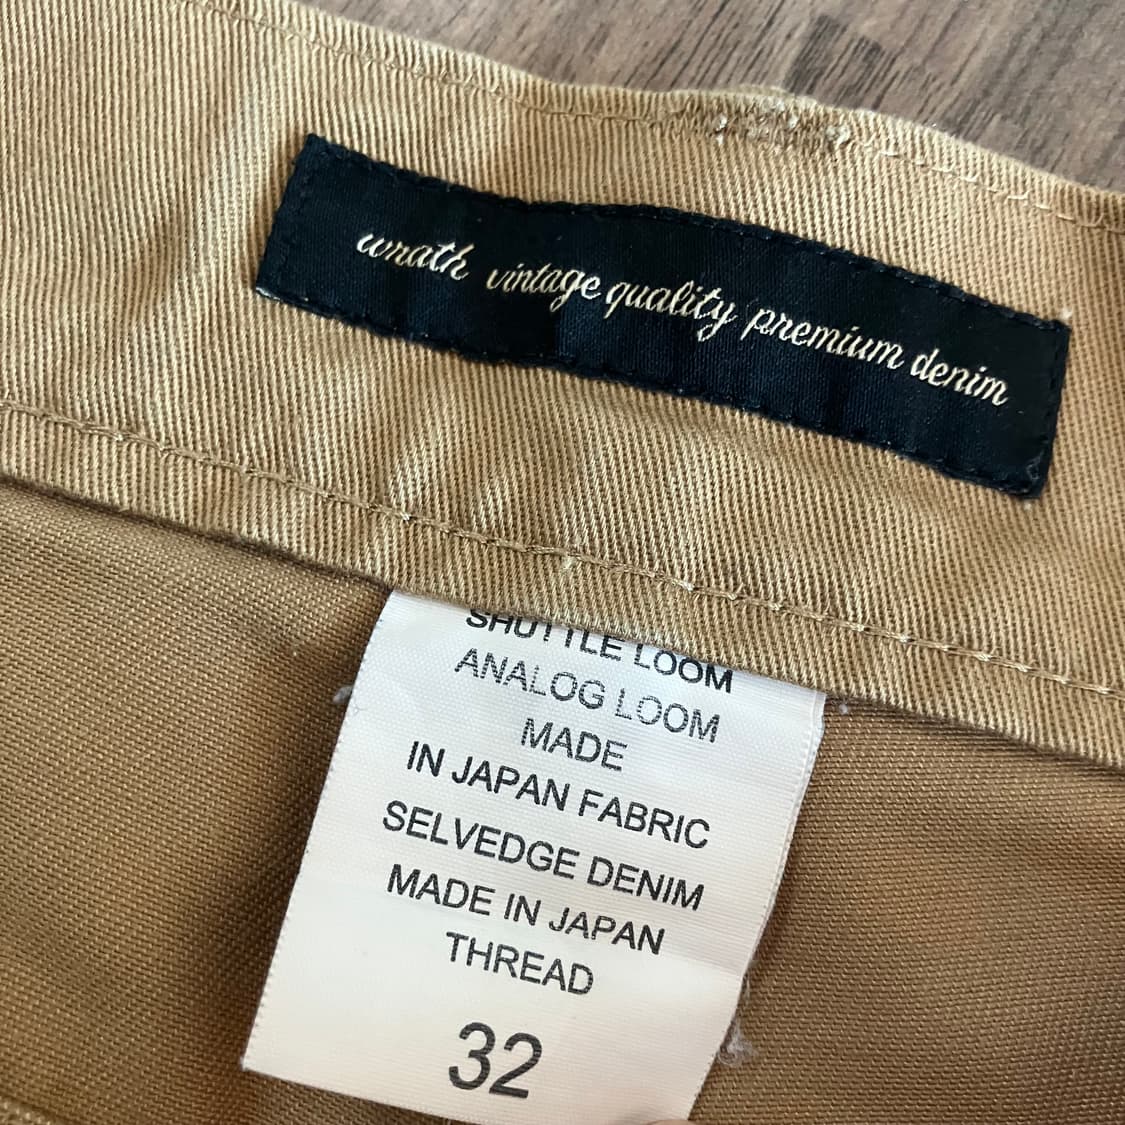 wrath vintage quality premium denim
SHUTTLE LOOM
ANALOG LOOM
MADE
IN JAPAN FABRIC
SELVEDGE DENIM
MADE IN JAPAN
THREAD
32